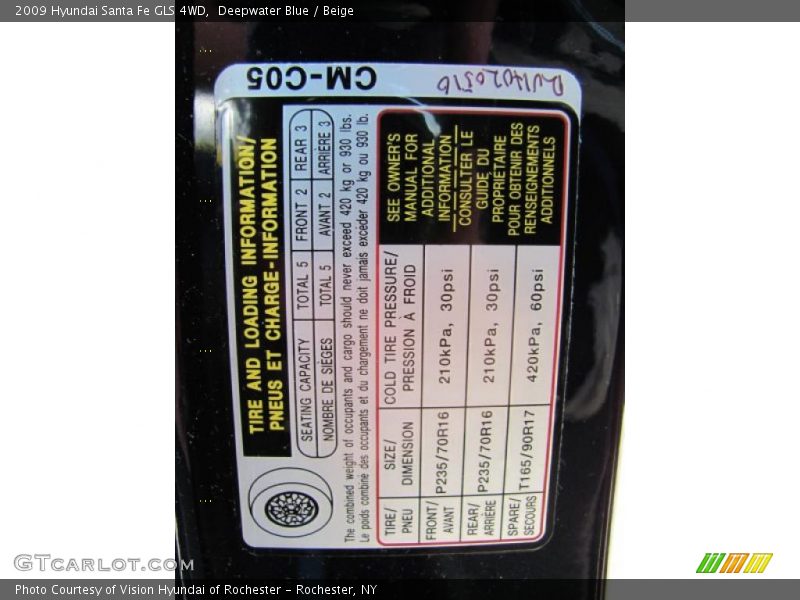 2009 Hyundai Santa Fe GLS 4WD,  Deepwater Blue / Beige
CM-C05
TIRE AND LOADING INFORMATION/
PNEUS ET CHARGE-INFORMATION
SEATING CAPACITY TOTAL 5 FRONT 2 REAR 3
NOMBRE DE SIÈGES TOTAL 5 AVANT 2 ARRIÈRE 3
The combined weight of occupants and cargo should never exceed 420 kg or 930 lbs.
Le poids combine des occupants et du chargement ne doit jamais exceder 420 kg ou 930 lb.
TIRE/ SIZE/ COLD TIRE PRESSURE/
PNEU DIMENSION PRESSION À FROID
FRONT/ P235/70R16 210kPa, 30psi
AVANT
REAR/ P235/70R16 210kPa, 30psi
ARRIÈRE
SPARE/ T165/90R17 420kPa, 60psi
SECOURS
SEE OWNER'S
MANUAL FOR
ADDITIONAL
INFORMATION
CONSULTER LE
GUIDE DU
PROPRIÉTAIRE
POUR OBTENIR DES
RENSEIGNEMENTS
ADDITIONNELS
GTCarlot.com
Photo Courtesy of Vision Hyundai of Rochester - Rochester, NY